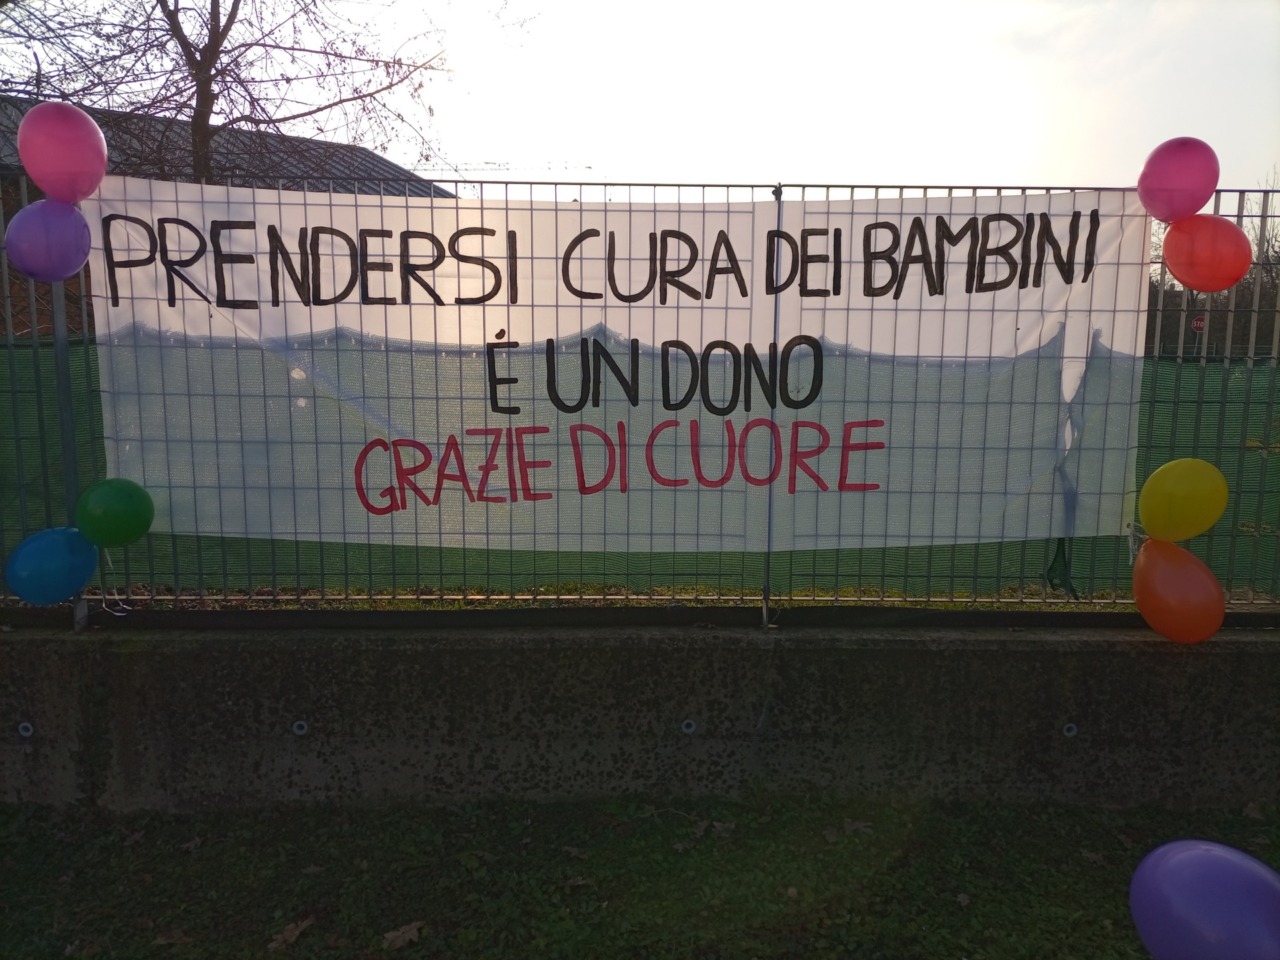 PRENDERSI CURA DEI BAMBINI
É UN DONO
GRAZIE DI CUORE